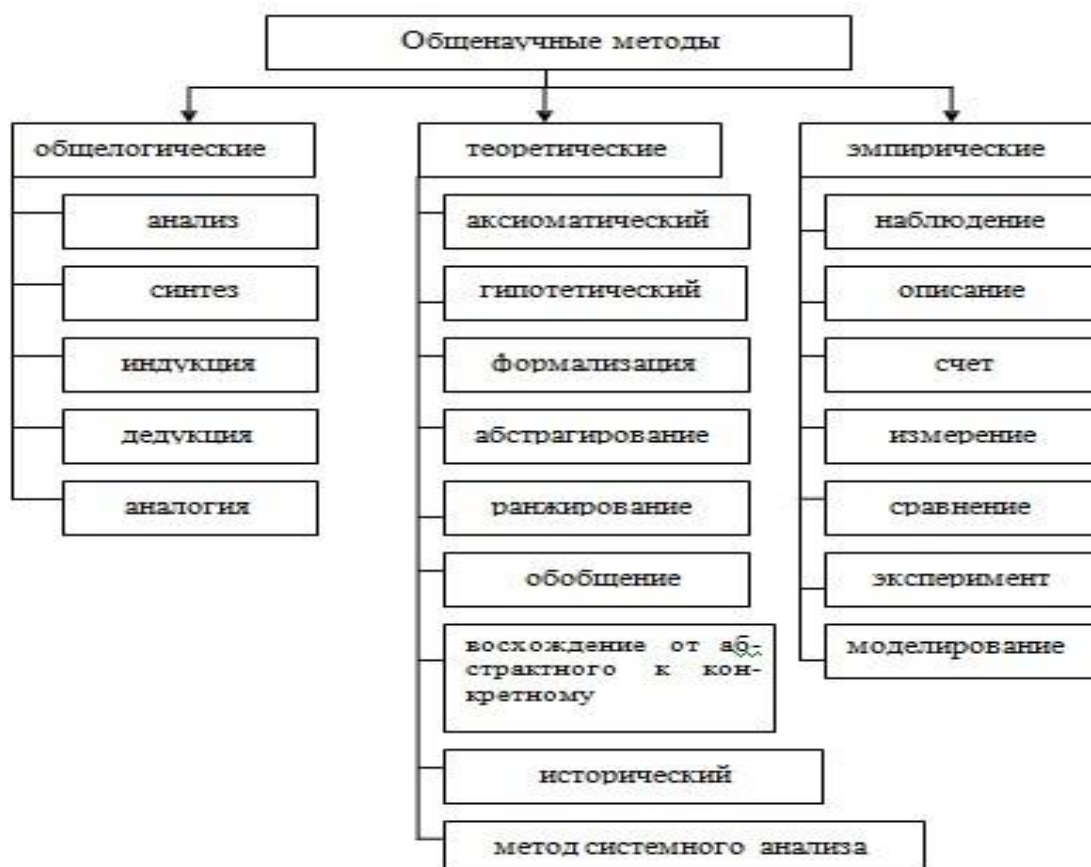 Общенаучные методы
общелогические
анализ
синтез
индукция
дедукция
аналогия
теоретические
аксиоматический
гипотетический
формализация
абстрагирование
ранжирование
обобщение
восхождение от аб-
страктного к кон-
кретному
исторический
метод системного анализа
эмпирические
наблюдение
описание
счет
измерение
сравнение
эксперимент
моделирование